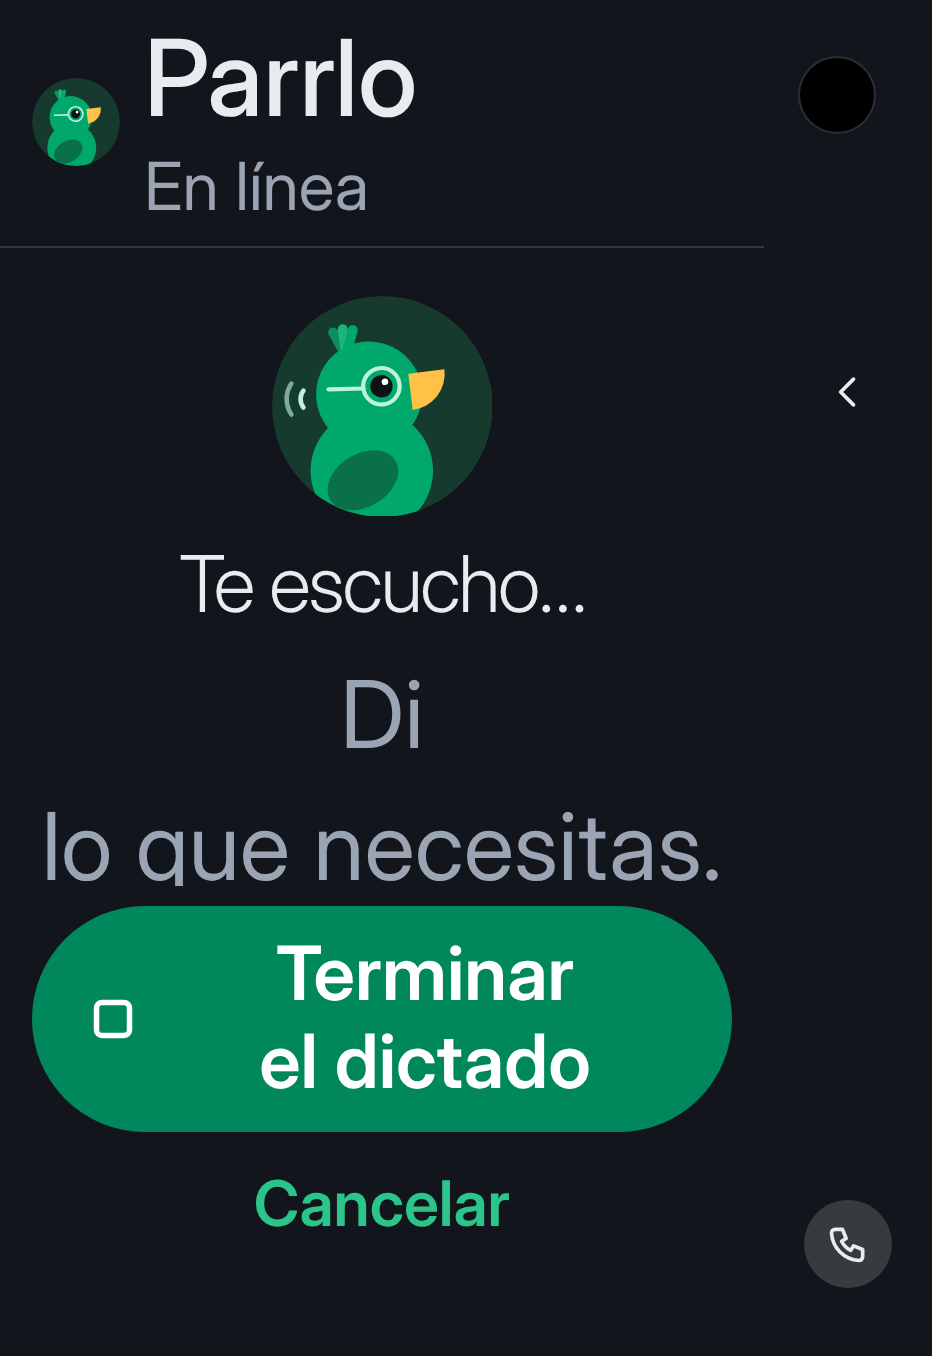 Parrlo
En línea
Te escucho...
Di
lo que necesitas.
Terminar
el dictado
Cancelar